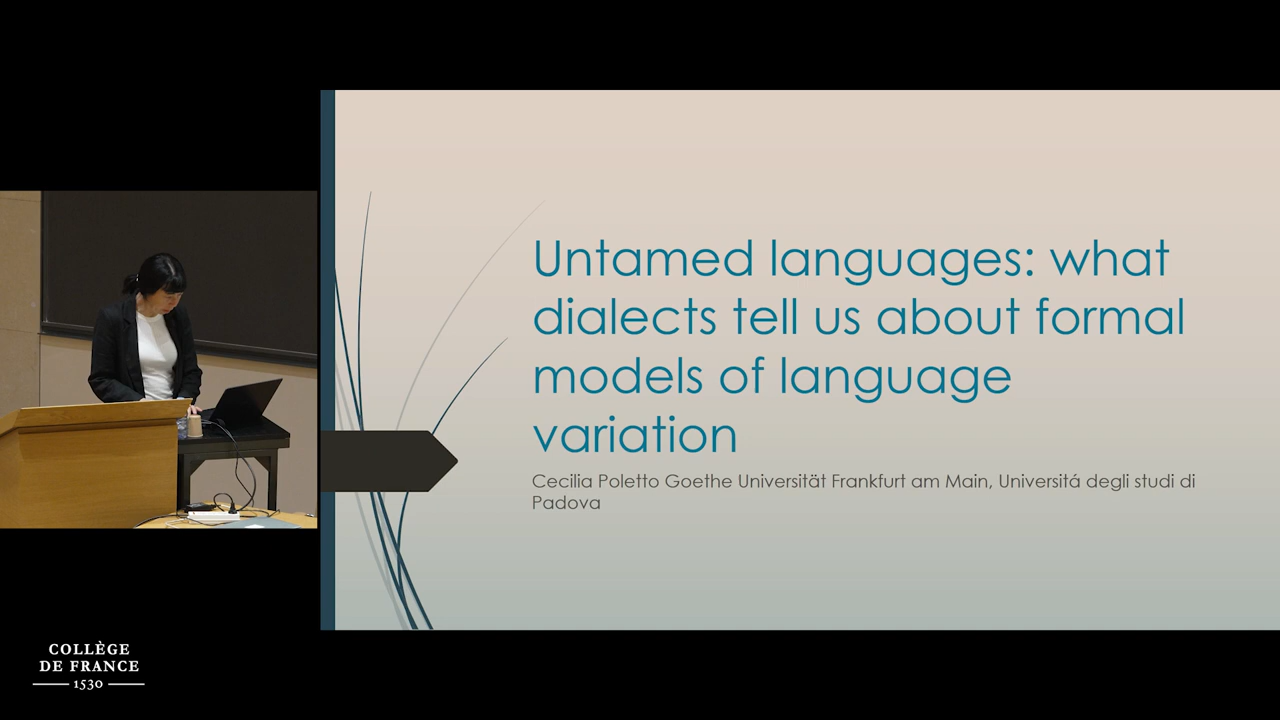 Untamed languages: what
dialects tell us about formal
models of language
variation
Cecilia Poletto Goethe Universität Frankfurt am Main, Universitá degli studi di
Padova
COLLÈGE
DE FRANCE
1530